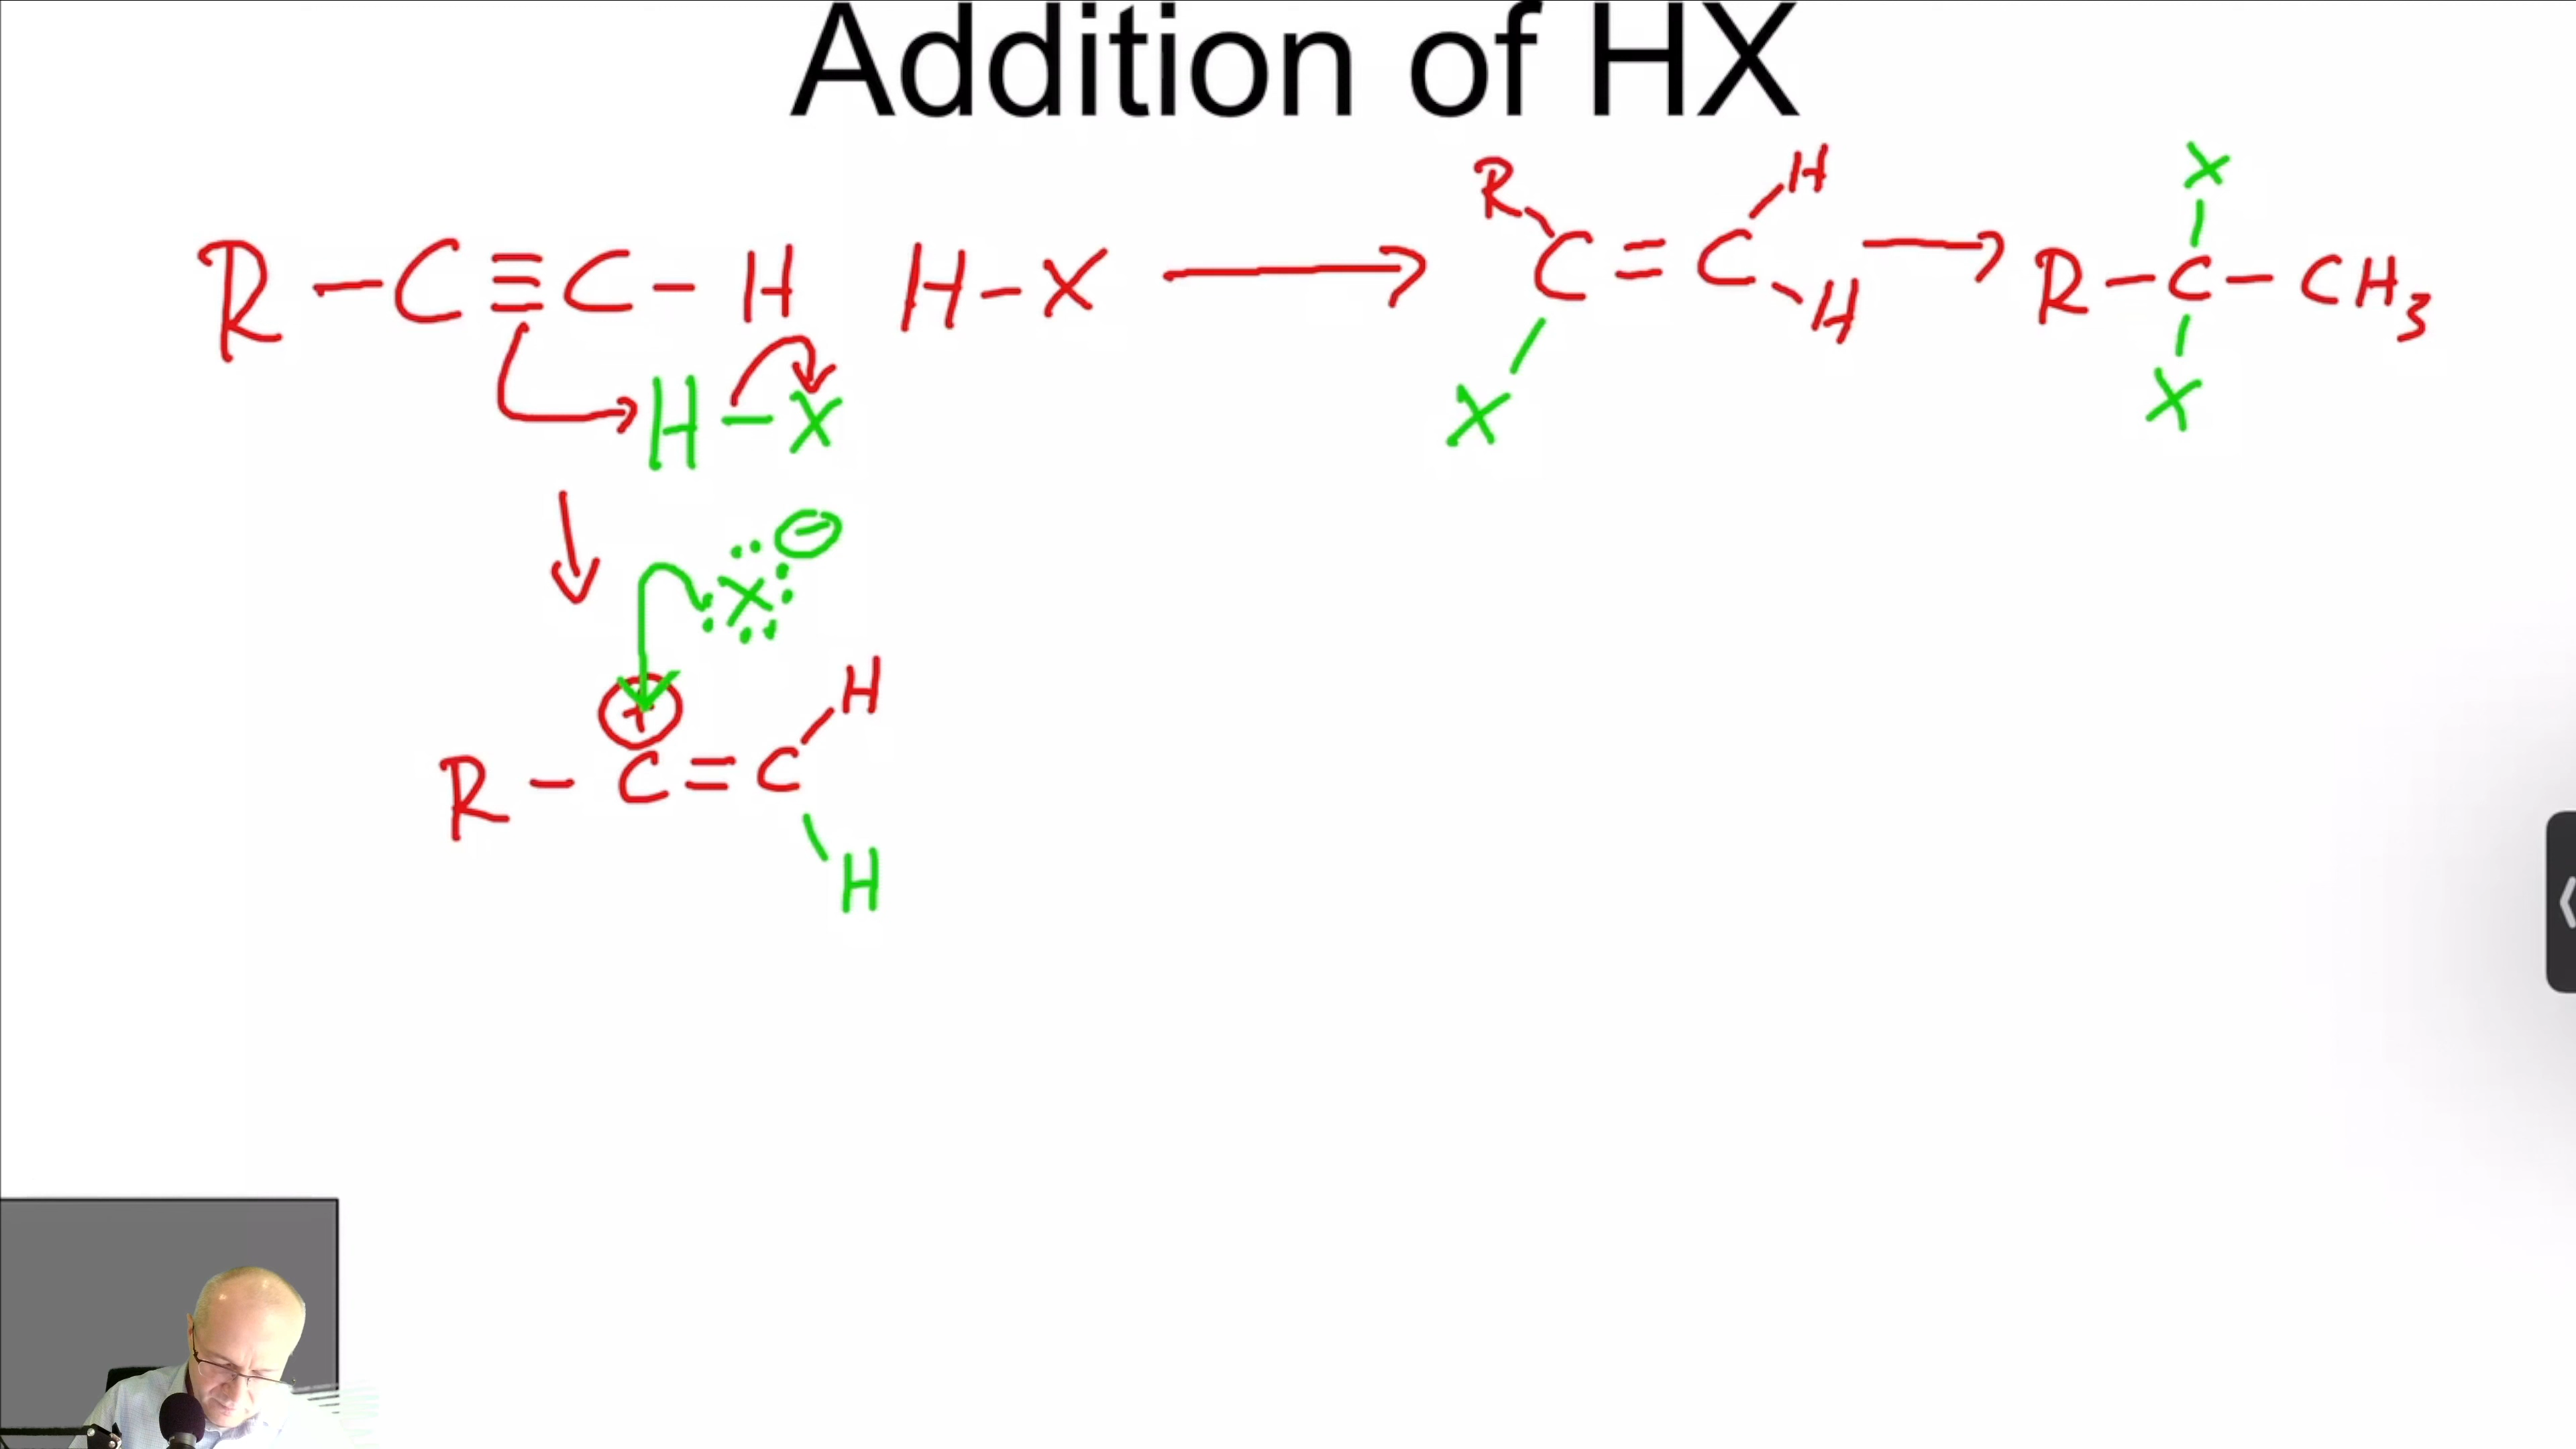 Addition of HX
R-C≡C-H H-X → R C=C H H X → R-C-CH3 X X
H-X
↓
:X: ⊖
⊕
R-C=C H
H